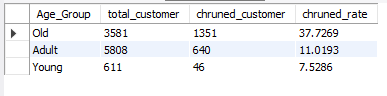 Age_Group total_customer chruned_customer chruned_rate
Old 3581 1351 37.7269
Adult 5808 640 11.0193
Young 611 46 7.5286